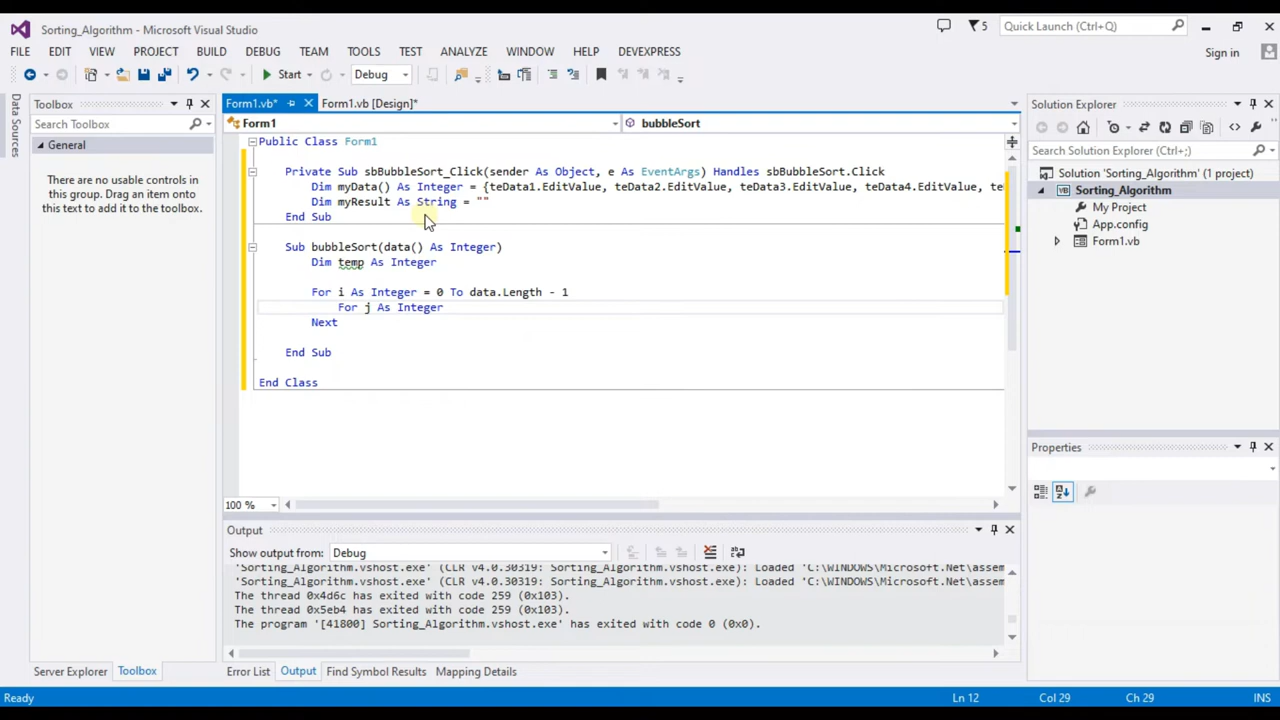 Sorting_Algorithm - Microsoft Visual Studio
5
Quick Launch (Ctrl+;)
FILE EDIT VIEW PROJECT BUILD DEBUG TEAM TOOLS TEST ANALYZE WINDOW HELP DEVEXPRESS
Sign in
Start Debug
Data Sources
Toolbox
Search Toolbox
General
There are no usable controls in
this group. Drag an item onto
this text to add it to the toolbox.
Form1.vb* Form1.vb [Design]*
Form1 bubbleSort
Public Class Form1
Private Sub sbBubbleSort_Click(sender As Object, e As EventArgs) Handles sbBubbleSort.Click
Dim myData() As Integer = {teData1.EditValue, teData2.EditValue, teData3.EditValue, teData4.EditValue, te
Dim myResult As String = ""
End Sub
Sub bubbleSort(data() As Integer)
Dim temp As Integer
For i As Integer = 0 To data.Length - 1
For j As Integer
Next
End Sub
End Class
100 %
Solution Explorer
Search Solution Explorer (Ctrl+;)
Solution 'Sorting_Algorithm' (1 project)
Sorting_Algorithm
My Project
App.config
Form1.vb
Properties
Output
Show output from: Debug
'Sorting_Algorithm.vshost.exe' (CLR v4.0.30319: Sorting_Algorithm.vshost.exe): Loaded 'C:\WINDOWS\Microsoft.Net\assem
'Sorting_Algorithm.vshost.exe' (CLR v4.0.30319: Sorting_Algorithm.vshost.exe): Loaded 'C:\WINDOWS\Microsoft.Net\assem
The thread 0x4d6c has exited with code 259 (0x103).
The thread 0x5eb4 has exited with code 259 (0x103).
The program '[41800] Sorting_Algorithm.vshost.exe' has exited with code 0 (0x0).
Server Explorer Toolbox
Error List Output Find Symbol Results Mapping Details
Ready Ln 12 Col 29 Ch 29 INS